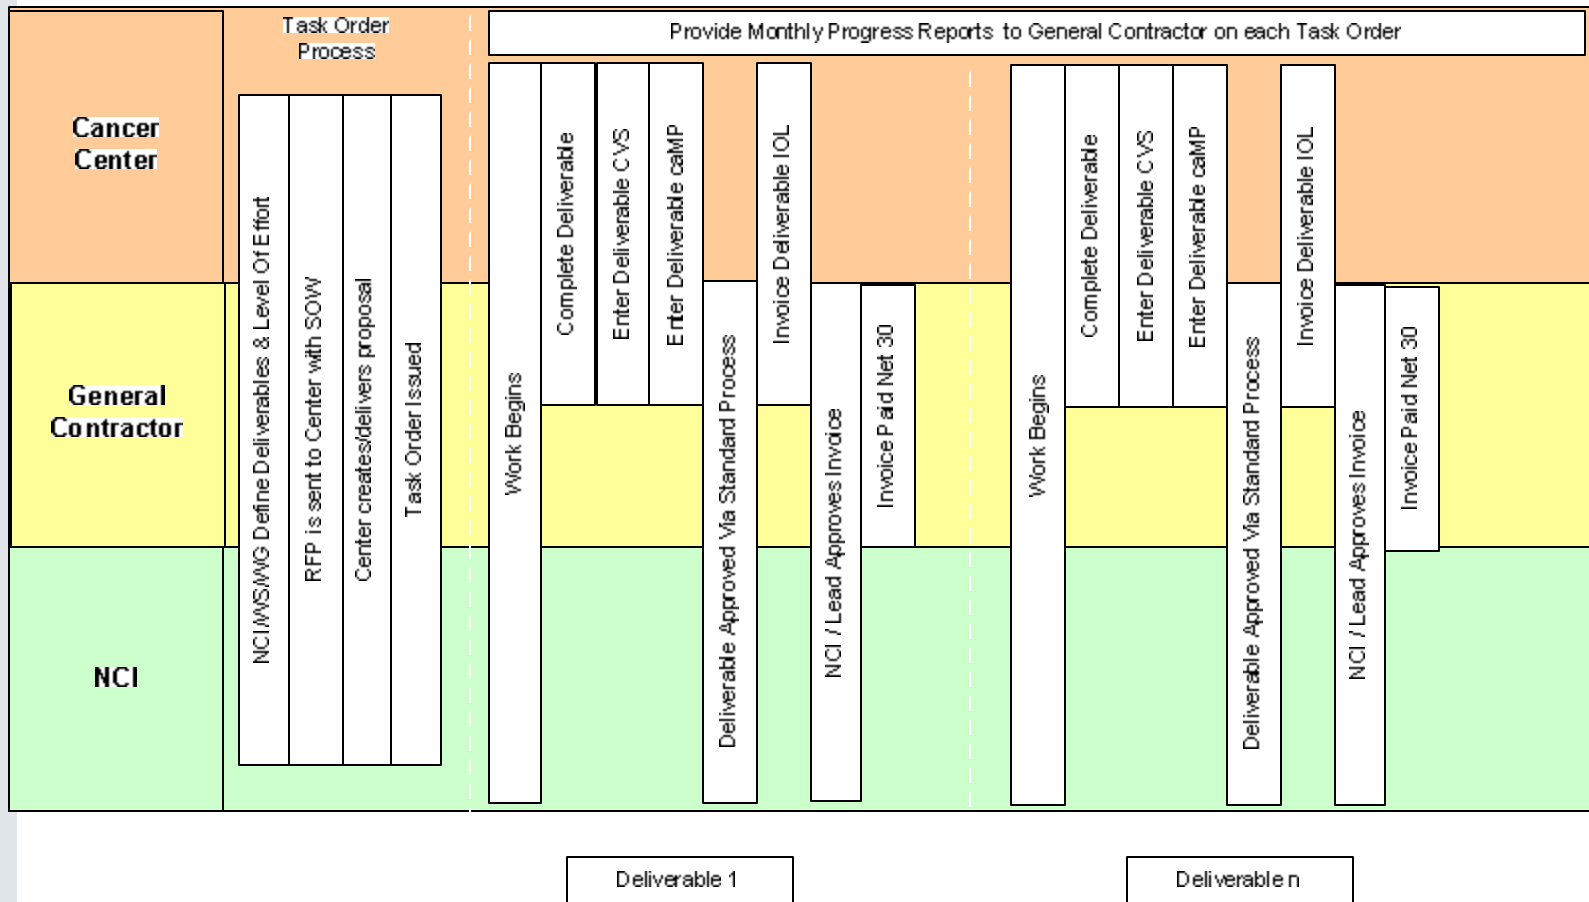 Task Order
Process
Provide Monthly Progress Reports to General Contractor on each Task Order
Cancer
Center
General
Contractor
NCI
NCI/WS/WG Define Deliverables & Level Of Effort
RFP is sent to Center with SOW
Center creates/delivers proposal
Task Order Issued
Work Begins
Complete Deliverable
Enter Deliverable CVS
Enter Deliverable caMP
Deliverable Approved Via Standard Process
Invoice Deliverable IOL
NCI / Lead Approves Invoice
Invoice Paid Net 30
Work Begins
Complete Deliverable
Enter Deliverable CVS
Enter Deliverable caMP
Deliverable Approved Via Standard Process
Invoice Deliverable IOL
NCI / Lead Approves Invoice
Invoice Paid Net 30
Deliverable 1
Deliverable n